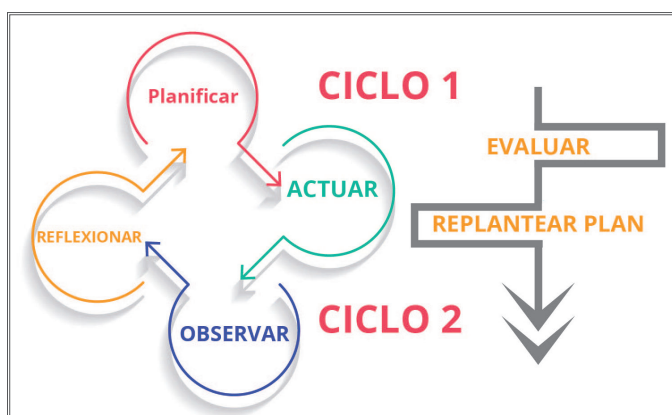 Planificar
CICLO 1
ACTUAR
EVALUAR
REPLANTEAR PLAN
REFLEXIONAR
OBSERVAR
CICLO 2